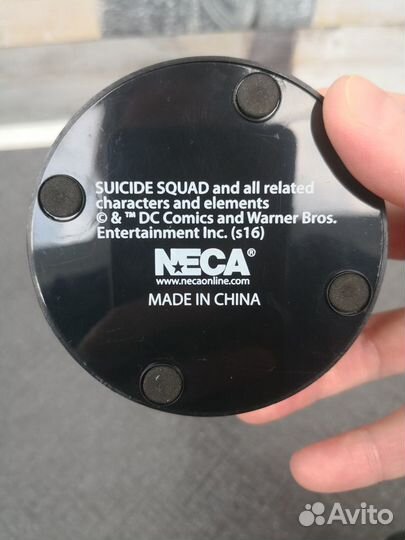 SUICIDE SQUAD and all related
characters and elements
© & ™ DC Comics and Warner Bros.
Entertainment Inc. (s16)
NECA®
www.necaonline.com
MADE IN CHINA
Avito